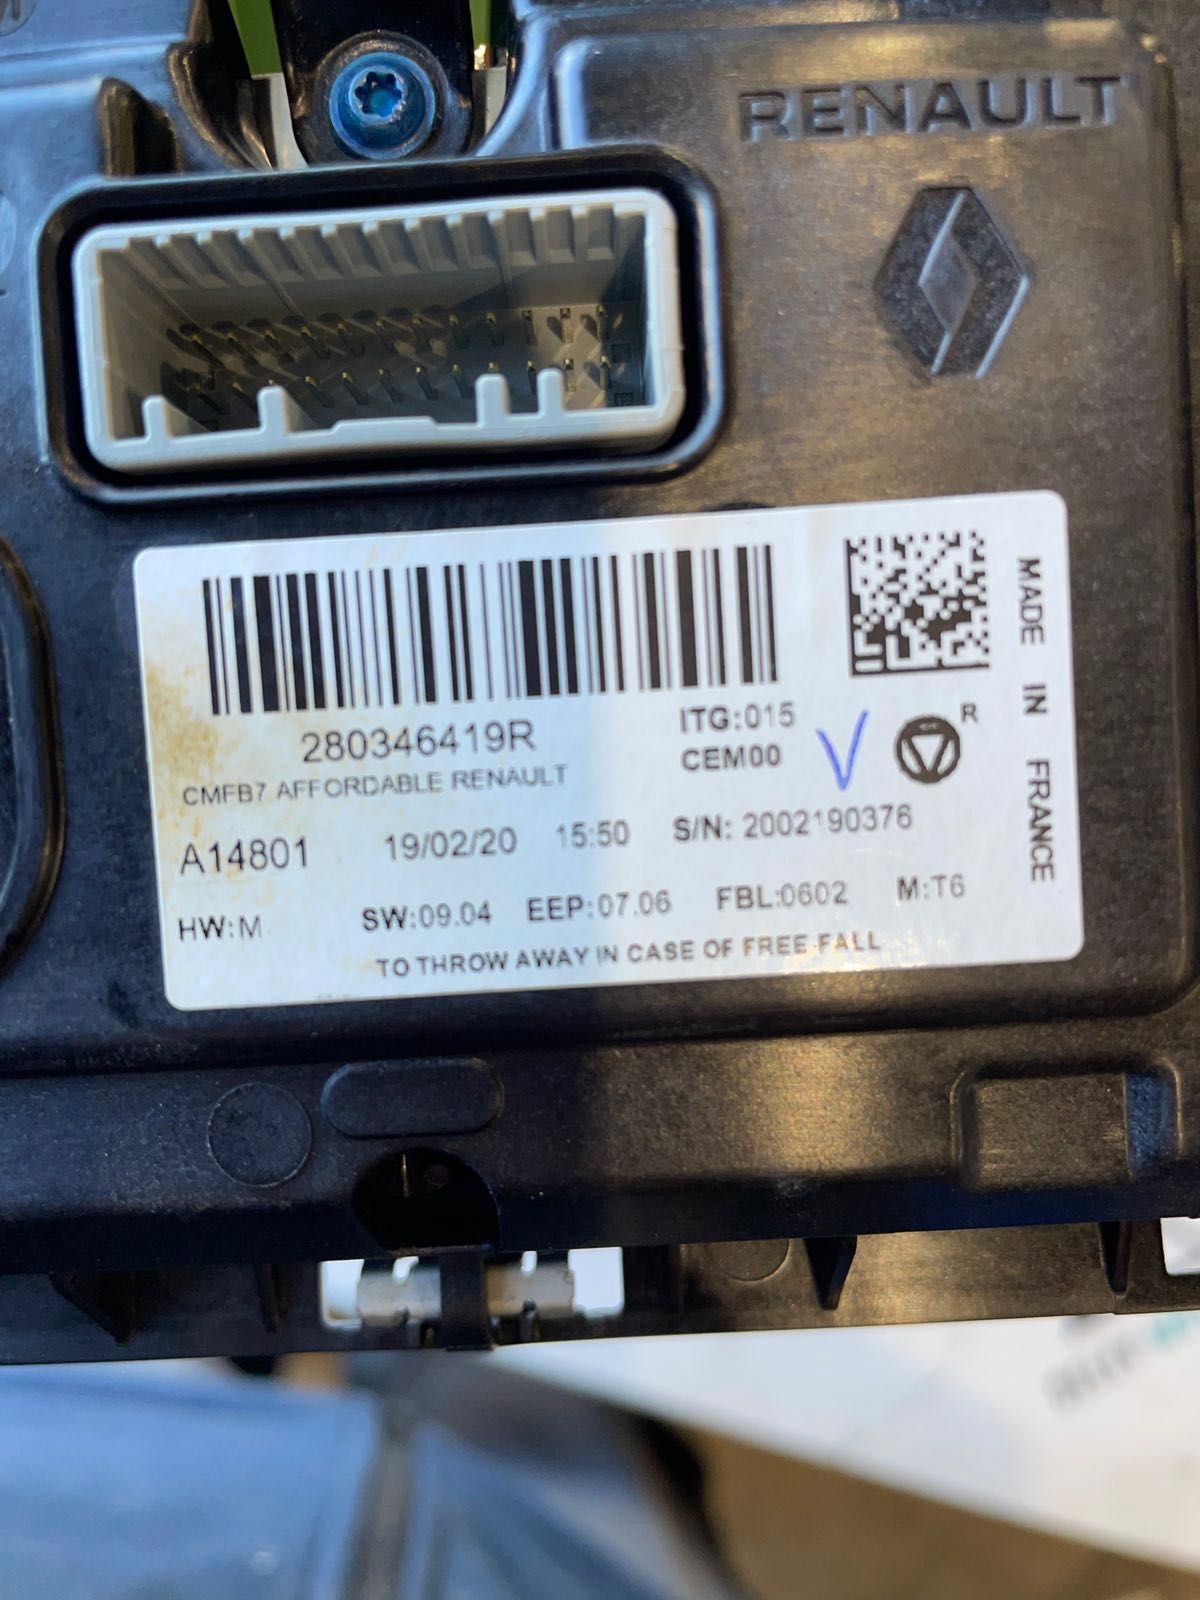 RENAULT
280346419R
ITG:015
CEM00
R
CMFB7 AFFORDABLE RENAULT
A14801 19/02/20 15:50 S/N: 2002190376
HW:M SW:09.04 EEP:07.06 FBL:0602 M:T6
TO THROW AWAY IN CASE OF FREE FALL
MADE IN FRANCE